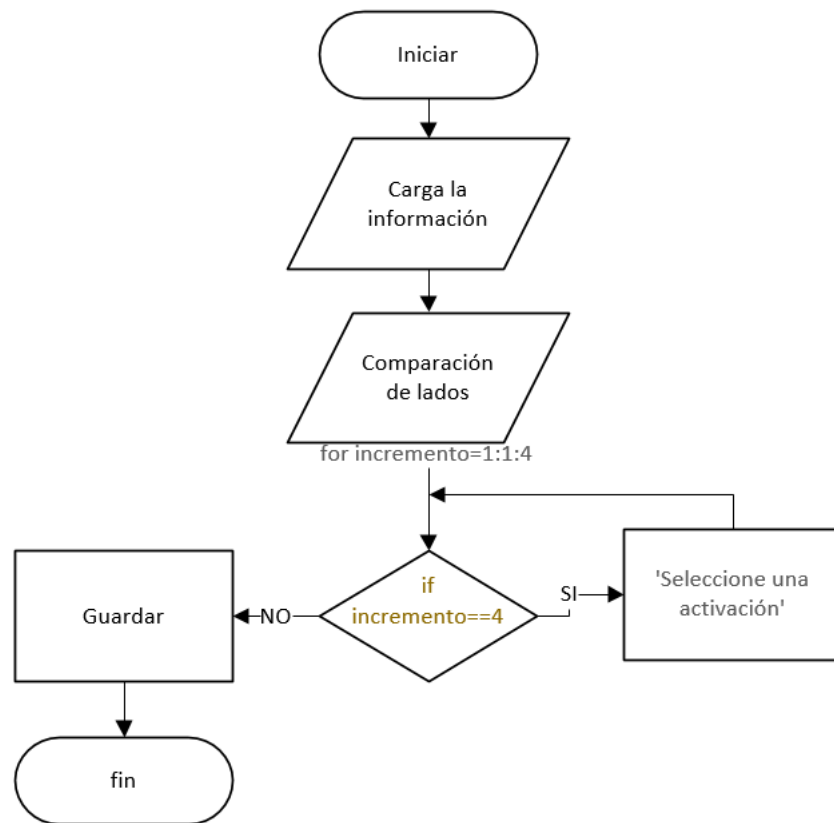 Iniciar
Carga la
información
Comparación
de lados
for incremento=1:1:4
if
incremento==4
SI
'Seleccione una
activación'
NO
Guardar
fin